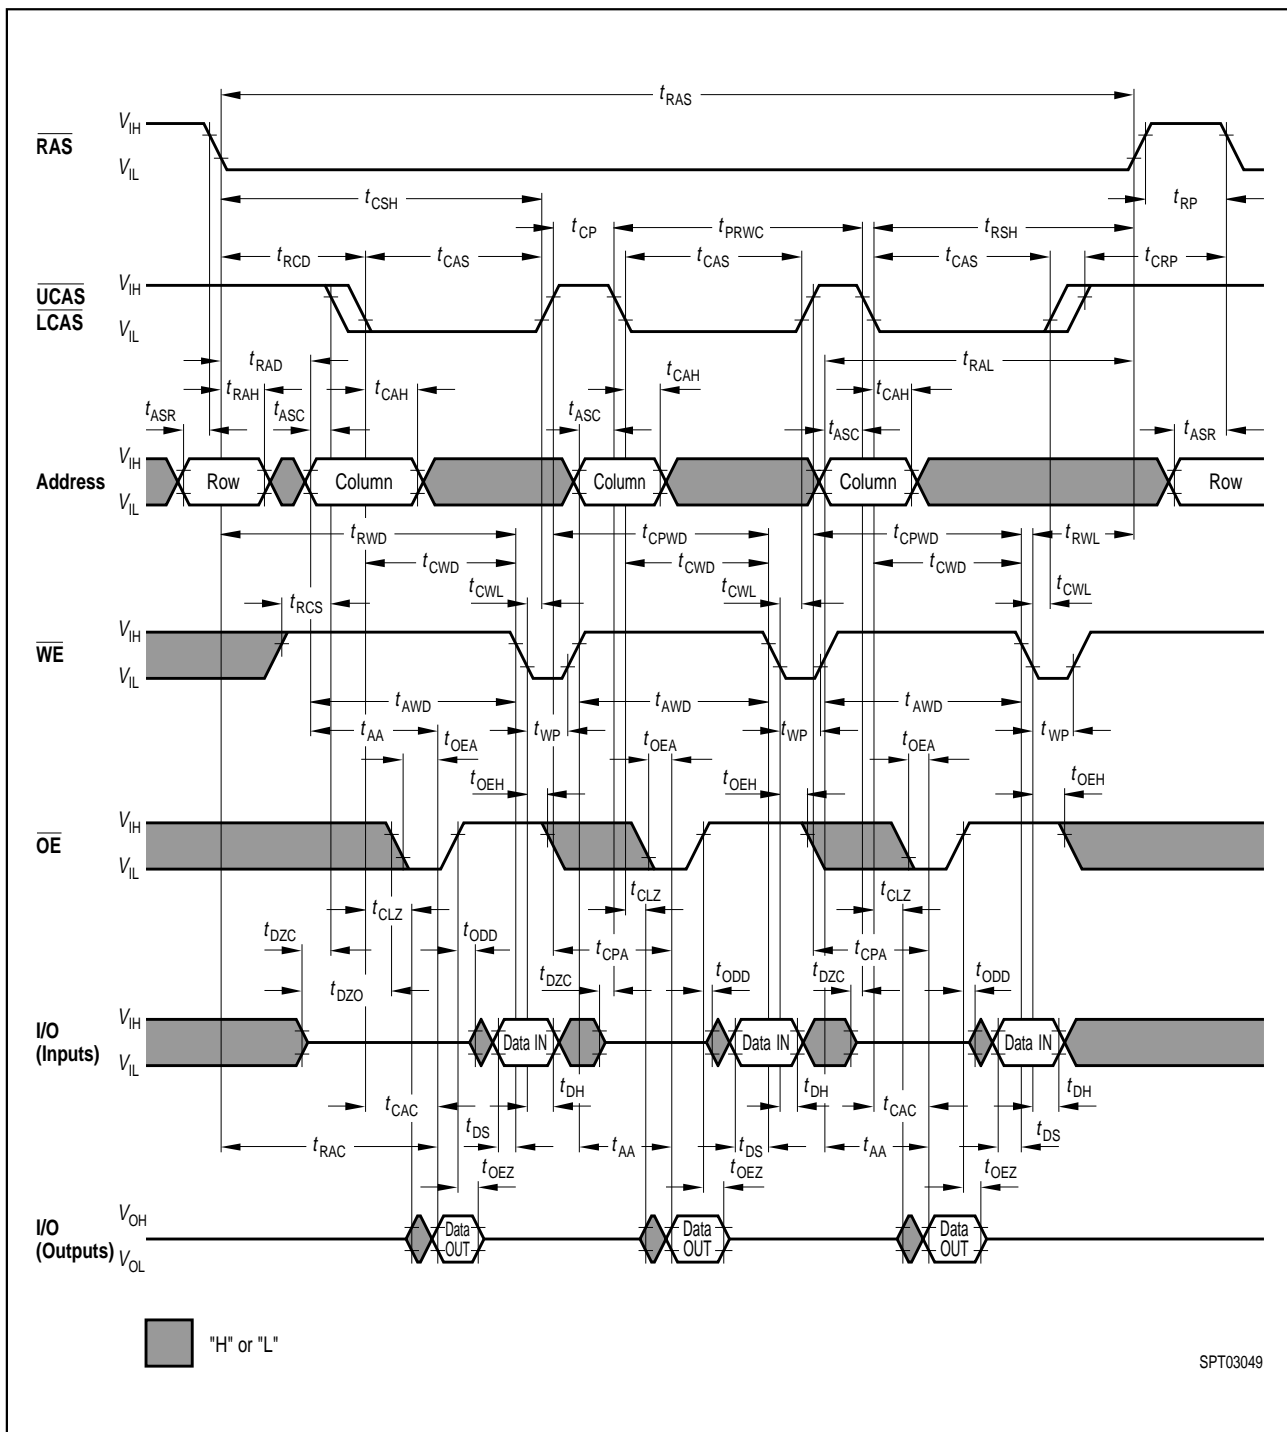 tRAS
RAS VIH
VIL
tCSH tCP tPRWC tRSH tRP
tRCD tCAS tCAS tCAS tCRP
UCAS VIH
LCAS VIL
tRAD tRAL
tRAH tCAH tCAH tCAH
tASR tASC tASC tASC tASR
Address VIH
VIL
Row Column Column Column Row
tRWD tCPWD tCPWD tRWL
tCWD tCWD tCWD
tRCS tCWL tCWL tCWL
WE VIH
VIL
tAWD tAWD tAWD
tAA tWP tWP tWP
tOEA tOEA tOEA
tOEH tOEH tOEH
OE VIH
VIL
tCLZ tCLZ tCLZ
tDZC tODD tCPA tCPA
tDZO tDZC tODD tDZC tODD
I/O (Inputs) VIH
VIL
Data IN Data IN Data IN
tDH tDH tDH
tCAC tCAC
tDS tDS tDS
tRAC tAA tAA
tOEZ tOEZ tOEZ
I/O (Outputs) VOH
VOL
Data OUT Data OUT Data OUT
"H" or "L"
SPT03049